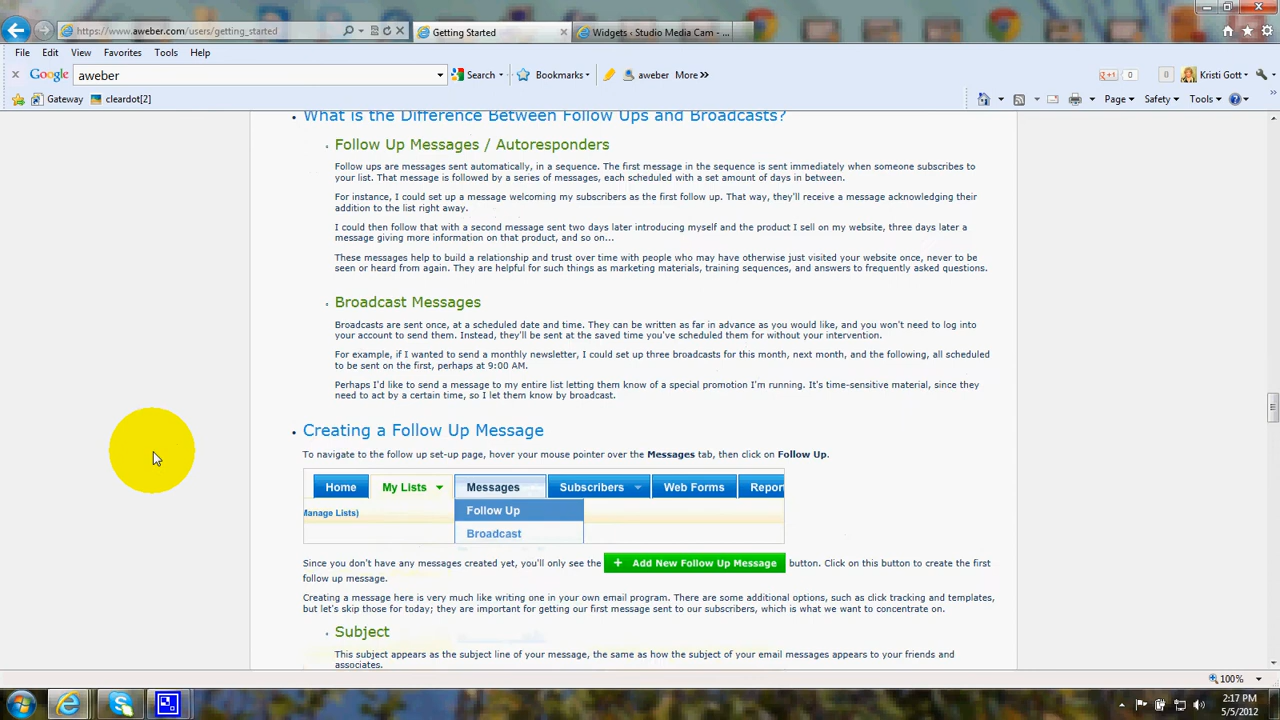 https://www.aweber.com/users/getting_started
Getting Started
Widgets ‹ Studio Media Cam - ...
File Edit View Favorites Tools Help
x Google aweber Search Bookmarks aweber More » +1 0 0 Kristi Gott
Gateway cleardot[2] Page Safety Tools
What is the Difference Between Follow Ups and Broadcasts?
Follow Up Messages / Autoresponders
Follow ups are messages sent automatically, in a sequence. The first message in the sequence is sent immediately when someone subscribes to
your list. That message is followed by a series of messages, each scheduled with a set amount of days in between.
For instance, I could set up a message welcoming my subscribers as the first follow up. That way, they'll receive a message acknowledging their
addition to the list right away.
I could then follow that with a second message sent two days later introducing myself and the product I sell on my website, three days later a
message giving more information on that product, and so on...
These messages help to build a relationship and trust over time with people who may have otherwise just visited your website once, never to be
seen or heard from again. They are helpful for such things as marketing materials, training sequences, and answers to frequently asked questions.
Broadcast Messages
Broadcasts are sent once, at a scheduled date and time. They can be written as far in advance as you would like, and you won't need to log into
your account to send them. Instead, they'll be sent at the saved time you've scheduled them for without your intervention.
For example, if I wanted to send a monthly newsletter, I could set up three broadcasts for this month, next month, and the following, all scheduled
to be sent on the first, perhaps at 9:00 AM.
Perhaps I'd like to send a message to my entire list letting them know of a special promotion I'm running. It's time-sensitive material, since they
need to act by a certain time, so I let them know by broadcast.
Creating a Follow Up Message
To navigate to the follow up set-up page, hover your mouse pointer over the Messages tab, then click on Follow Up.
Home My Lists Messages Subscribers Web Forms Repor
Manage Lists) Follow Up
Broadcast
Since you don't have any messages created yet, you'll only see the + Add New Follow Up Message button. Click on this button to create the first
follow up message.
Creating a message here is very much like writing one in your own email program. There are some additional options, such as click tracking and templates,
but let's skip those for today; they are important for getting our first message sent to our subscribers, which is what we want to concentrate on.
Subject
This subject appears as the subject line of your message, the same as how the subject of your email messages appears to your friends and
associates.
100%
2:17 PM
5/5/2012